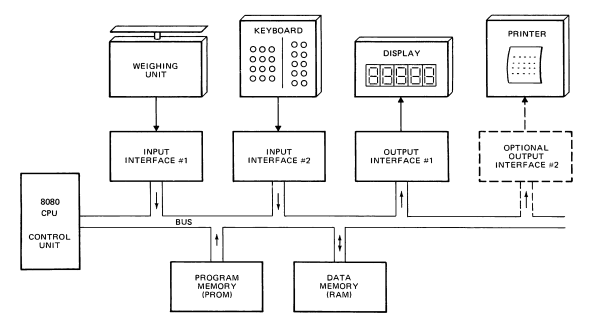 WEIGHING
UNIT
KEYBOARD
DISPLAY
PRINTER
INPUT
INTERFACE #1
INPUT
INTERFACE #2
OUTPUT
INTERFACE #1
OPTIONAL
OUTPUT
INTERFACE #2
8080
CPU
CONTROL
UNIT
BUS
PROGRAM
MEMORY
(PROM)
DATA
MEMORY
(RAM)